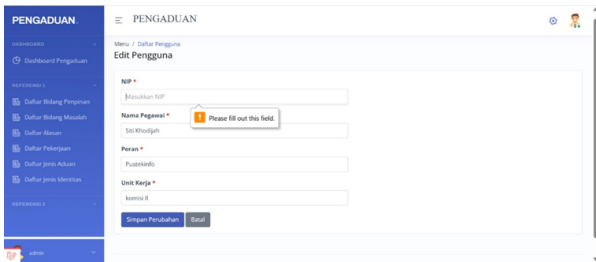 PENGADUAN.
PENGADUAN
DASHBOARD
Dashboard Pengaduan
REFERENSI 1
Daftar Bidang Pimpinan
Daftar Bidang Masalah
Daftar Alasan
Daftar Pekerjaan
Daftar Jenis Aduan
Daftar Jenis Identitas
REFERENSI 2
admin
Menu / Daftar Pengguna
Edit Pengguna
NIP *
Masukkan NIP
Please fill out this field.
Nama Pegawai *
Siti Khodijah
Peran *
Pustekinfo
Unit Kerja *
komisi II
Simpan Perubahan
Batal